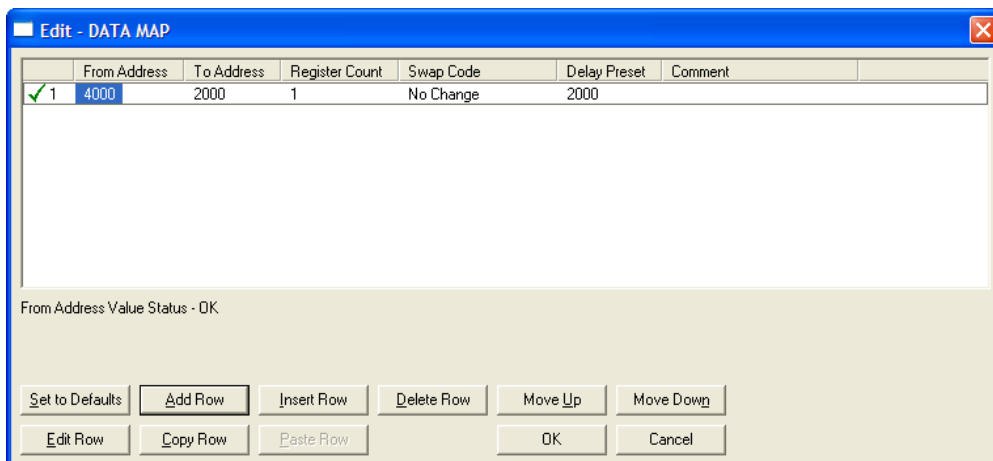 Edit - DATA MAP
From Address To Address Register Count Swap Code Delay Preset Comment
1 4000 2000 1 No Change 2000
From Address Value Status - OK
Set to Defaults Add Row Insert Row Delete Row Move Up Move Down
Edit Row Copy Row Paste Row OK Cancel